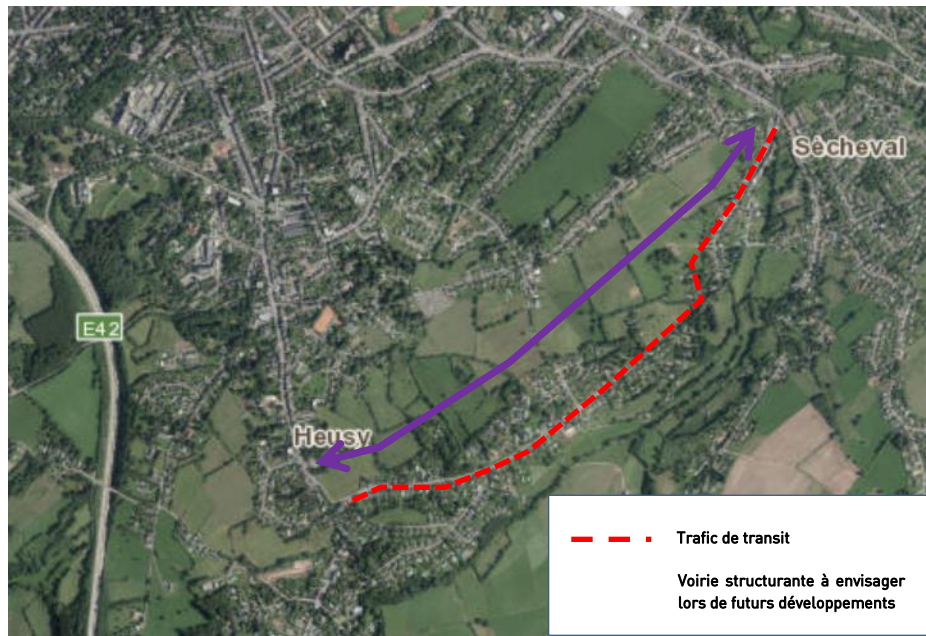 Sècheval
E42
Heusy
Trafic de transit
Voirie structurante à envisager
lors de futurs développements